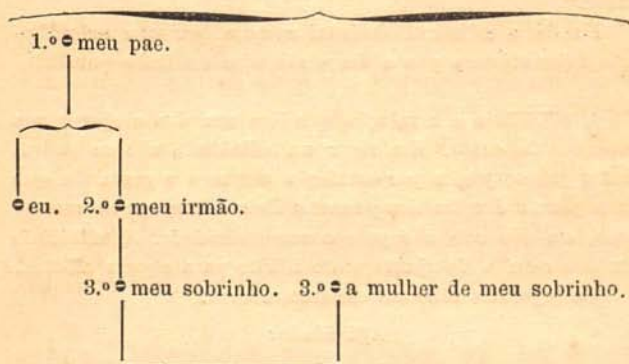 1.º meu pae.
eu. 2.º meu irmão.
3.º meu sobrinho. 3.º a mulher de meu sobrinho.